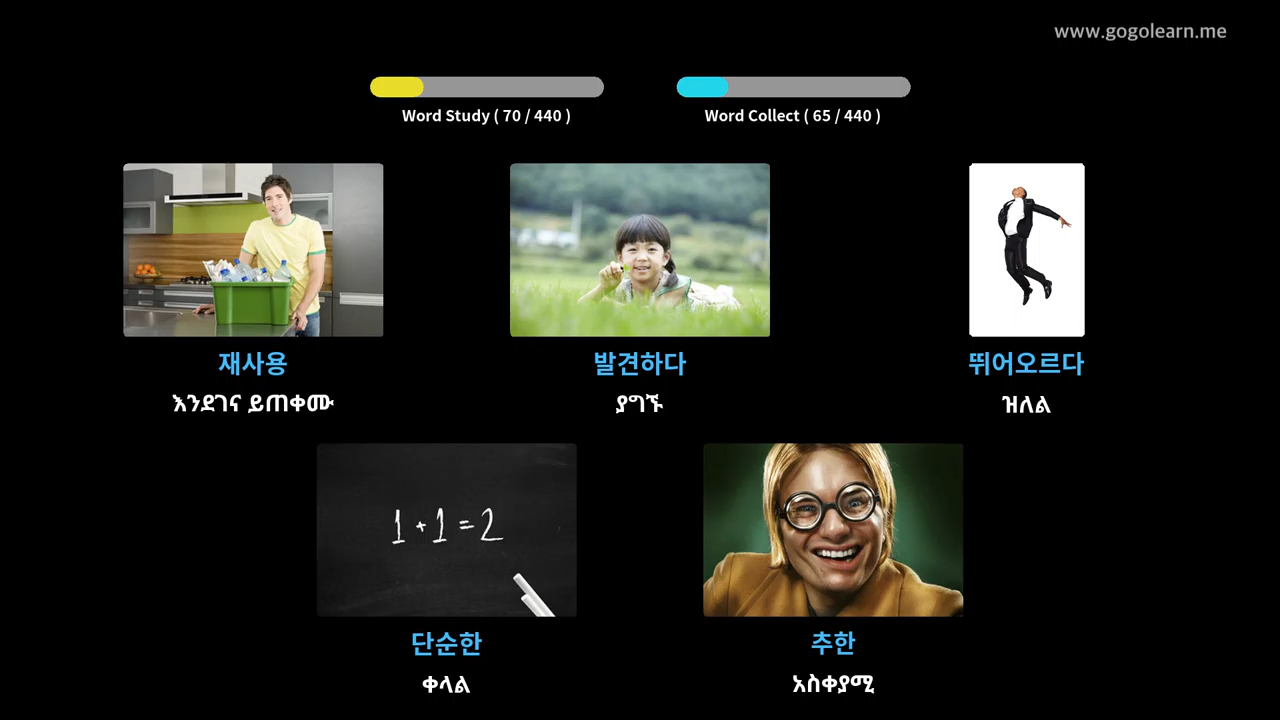 www.gogolearn.me
Word Study ( 70 / 440 )
Word Collect ( 65 / 440 )
재사용
발견하다
뛰어오르다
እንደገና ይጠቀሙ
ያግኙ
ዝለል
1 + 1 = 2
단순한
추한
ቀላል
አስቀያሚ